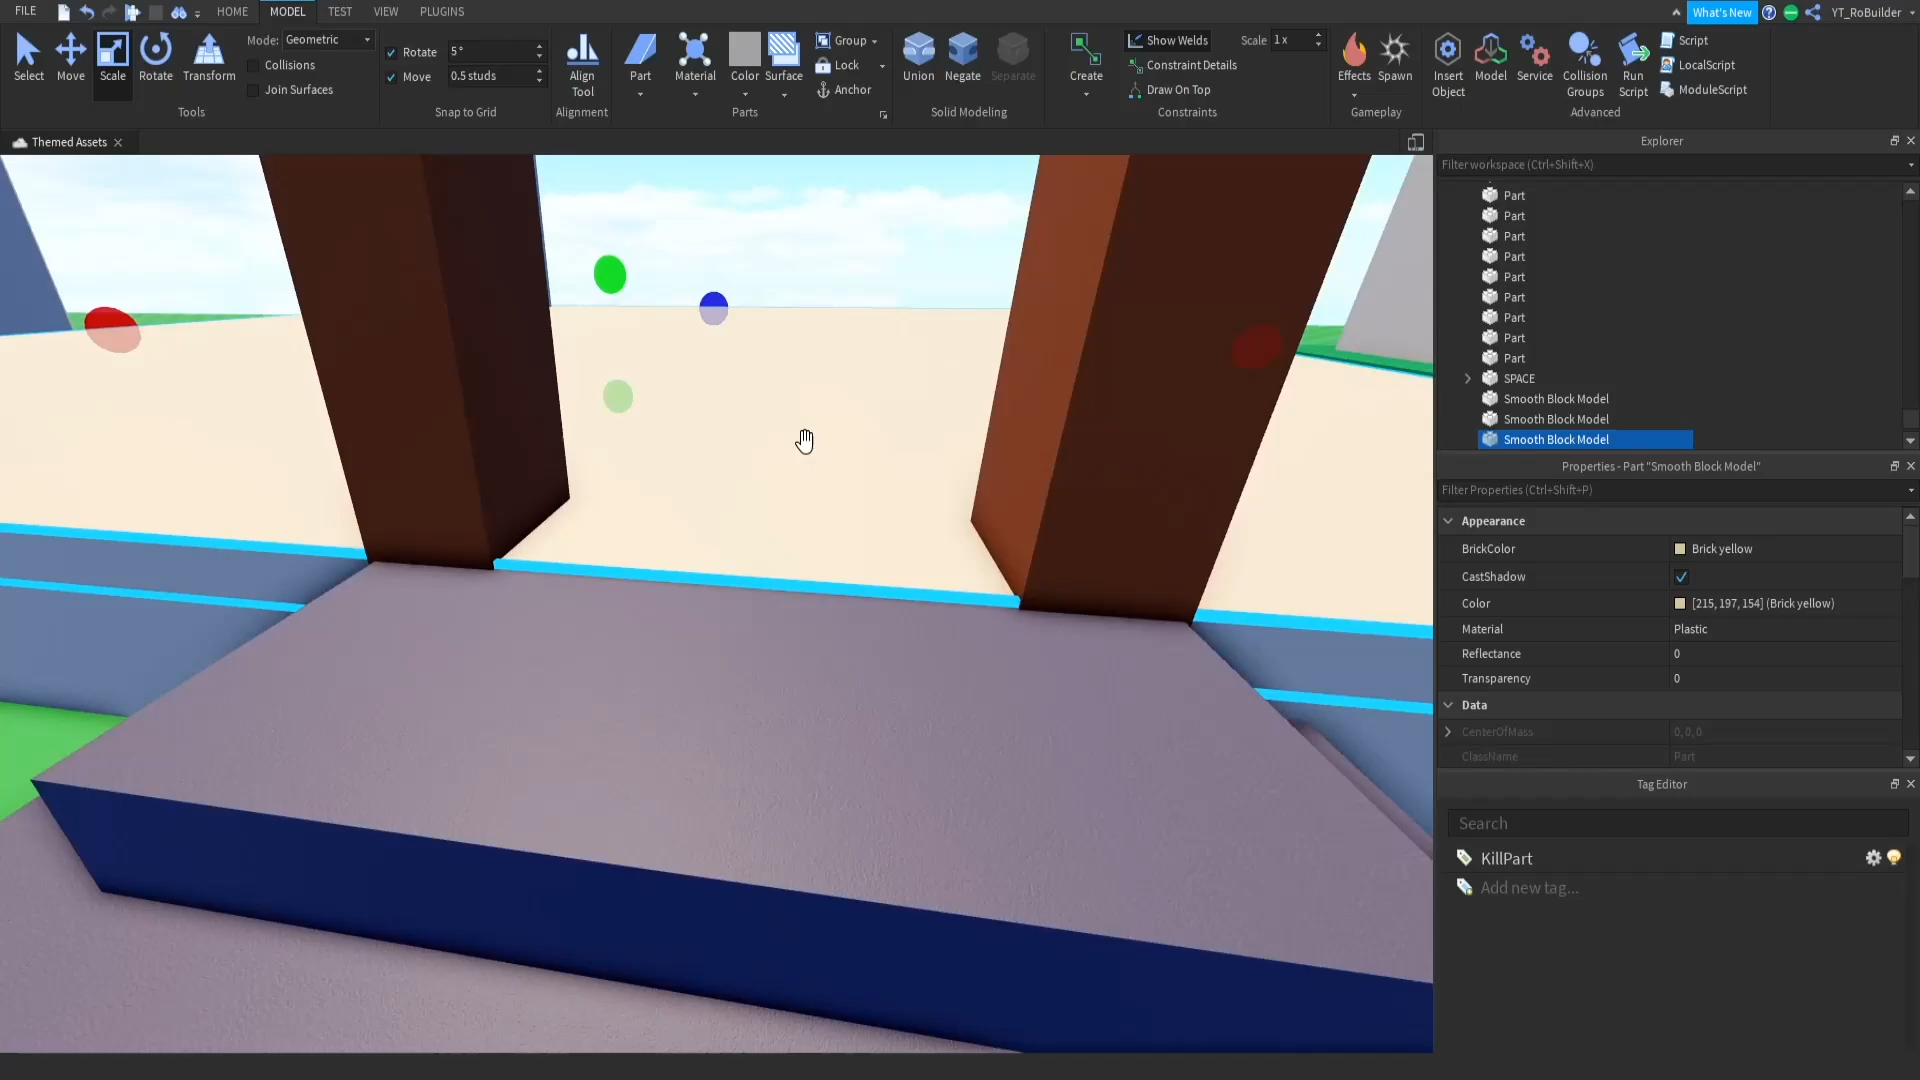 FILE
HOME
MODEL
TEST
VIEW
PLUGINS
What's New
YT_RoBuilder
Select
Move
Scale
Rotate
Transform
Mode: Geometric
Collisions
Join Surfaces
Tools
Rotate 5°
Move 0.5 studs
Snap to Grid
Align Tool
Alignment
Part
Material
Color
Surface
Group
Lock
Anchor
Parts
Union
Negate
Separate
Solid Modeling
Create
Show Welds
Scale 1x
Constraint Details
Draw On Top
Constraints
Effects
Spawn
Gameplay
Insert Object
Model
Service
Collision Groups
Run Script
Script
LocalScript
ModuleScript
Advanced
Themed Assets
Explorer
Filter workspace (Ctrl+Shift+X)
Part
Part
Part
Part
Part
Part
Part
Part
Part
SPACE
Smooth Block Model
Smooth Block Model
Smooth Block Model
Properties - Part "Smooth Block Model"
Filter Properties (Ctrl+Shift+P)
Appearance
BrickColor Brick yellow
CastShadow
Color [215, 197, 154] (Brick yellow)
Material Plastic
Reflectance 0
Transparency 0
Data
CenterOfMass 0, 0, 0
ClassName Part
Tag Editor
Search
KillPart
Add new tag...